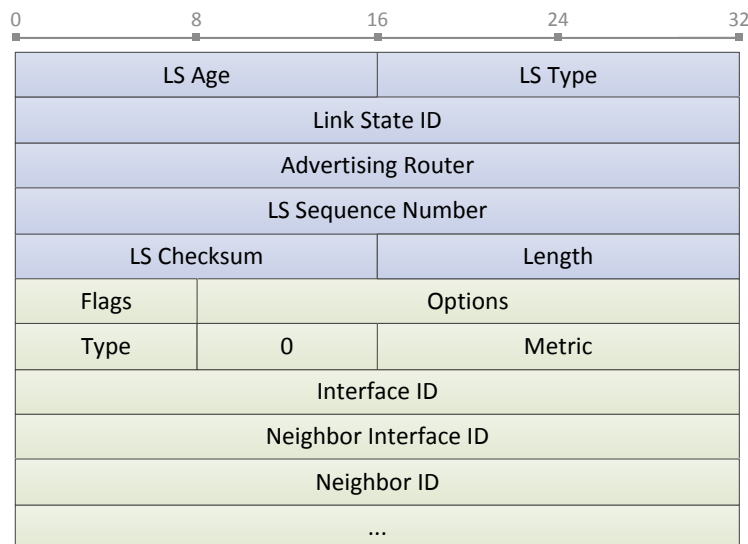 0 8 16 24 32
LS Age LS Type
Link State ID
Advertising Router
LS Sequence Number
LS Checksum Length
Flags Options
Type 0 Metric
Interface ID
Neighbor Interface ID
Neighbor ID
...